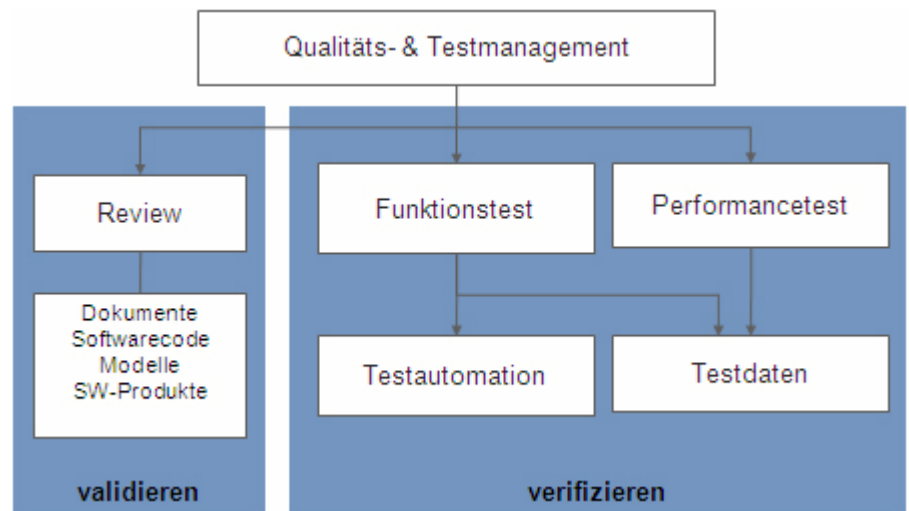 Qualitäts- & Testmanagement
Review
Funktionstest
Performancetest
Dokumente
Softwarecode
Modelle
SW-Produkte
Testautomation
Testdaten
validieren
verifizieren